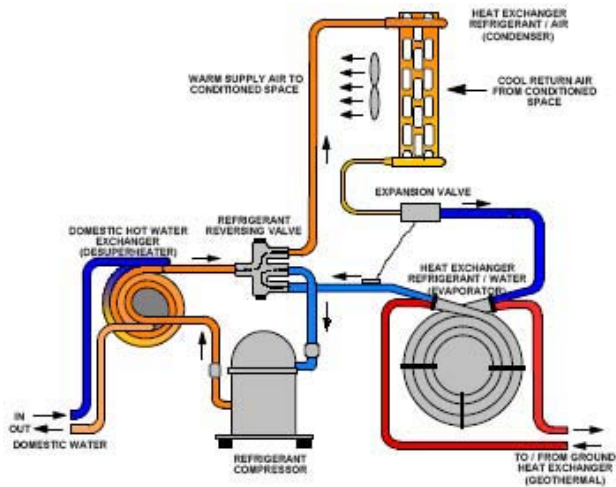 HEAT EXCHANGER
REFRIGERANT / AIR
(CONDENSER)
WARM SUPPLY AIR TO
CONDITIONED SPACE
COOL RETURN AIR
FROM CONDITIONED
SPACE
EXPANSION VALVE
DOMESTIC HOT WATER
EXCHANGER
(DESUPERHEATER)
REFRIGERANT
REVERSING VALVE
HEAT EXCHANGER
REFRIGERANT / WATER
(EVAPORATOR)
IN
OUT
DOMESTIC WATER
REFRIGERANT
COMPRESSOR
TO / FROM GROUND
HEAT EXCHANGER
(GEOTHERMAL)